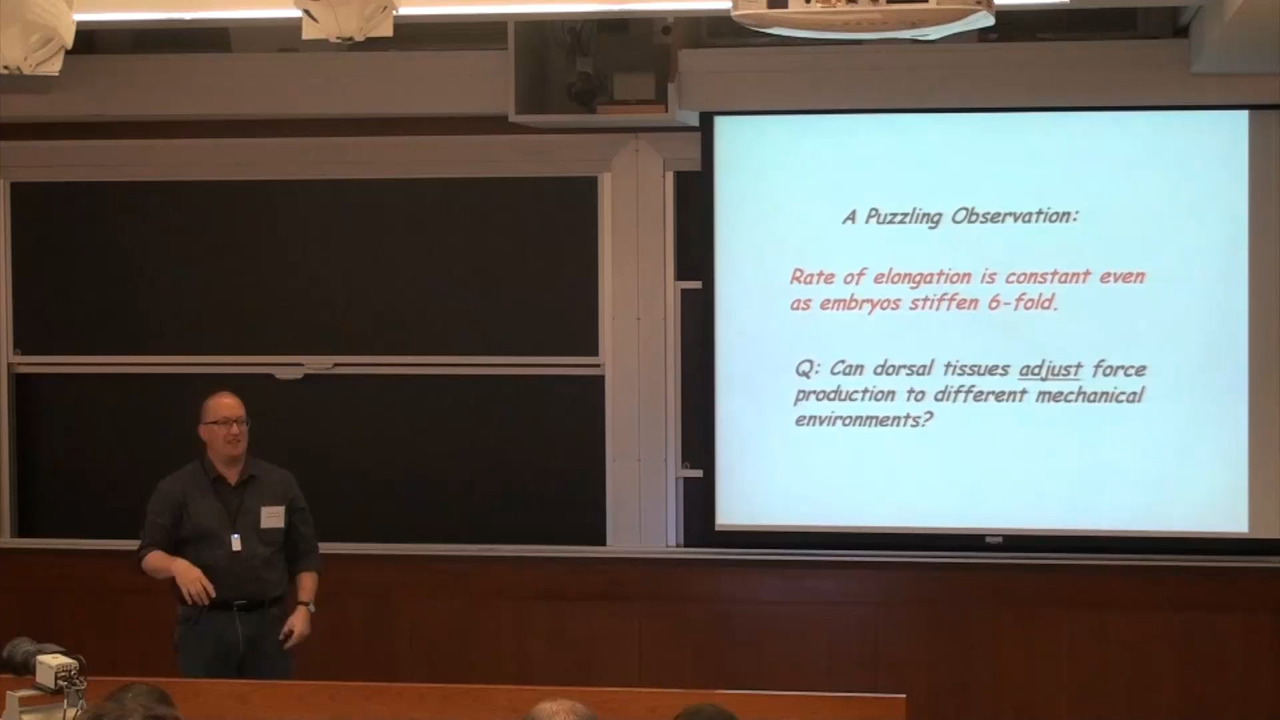 A Puzzling Observation:
Rate of elongation is constant even
as embryos stiffen 6-fold.
Q: Can dorsal tissues adjust force
production to different mechanical
environments?